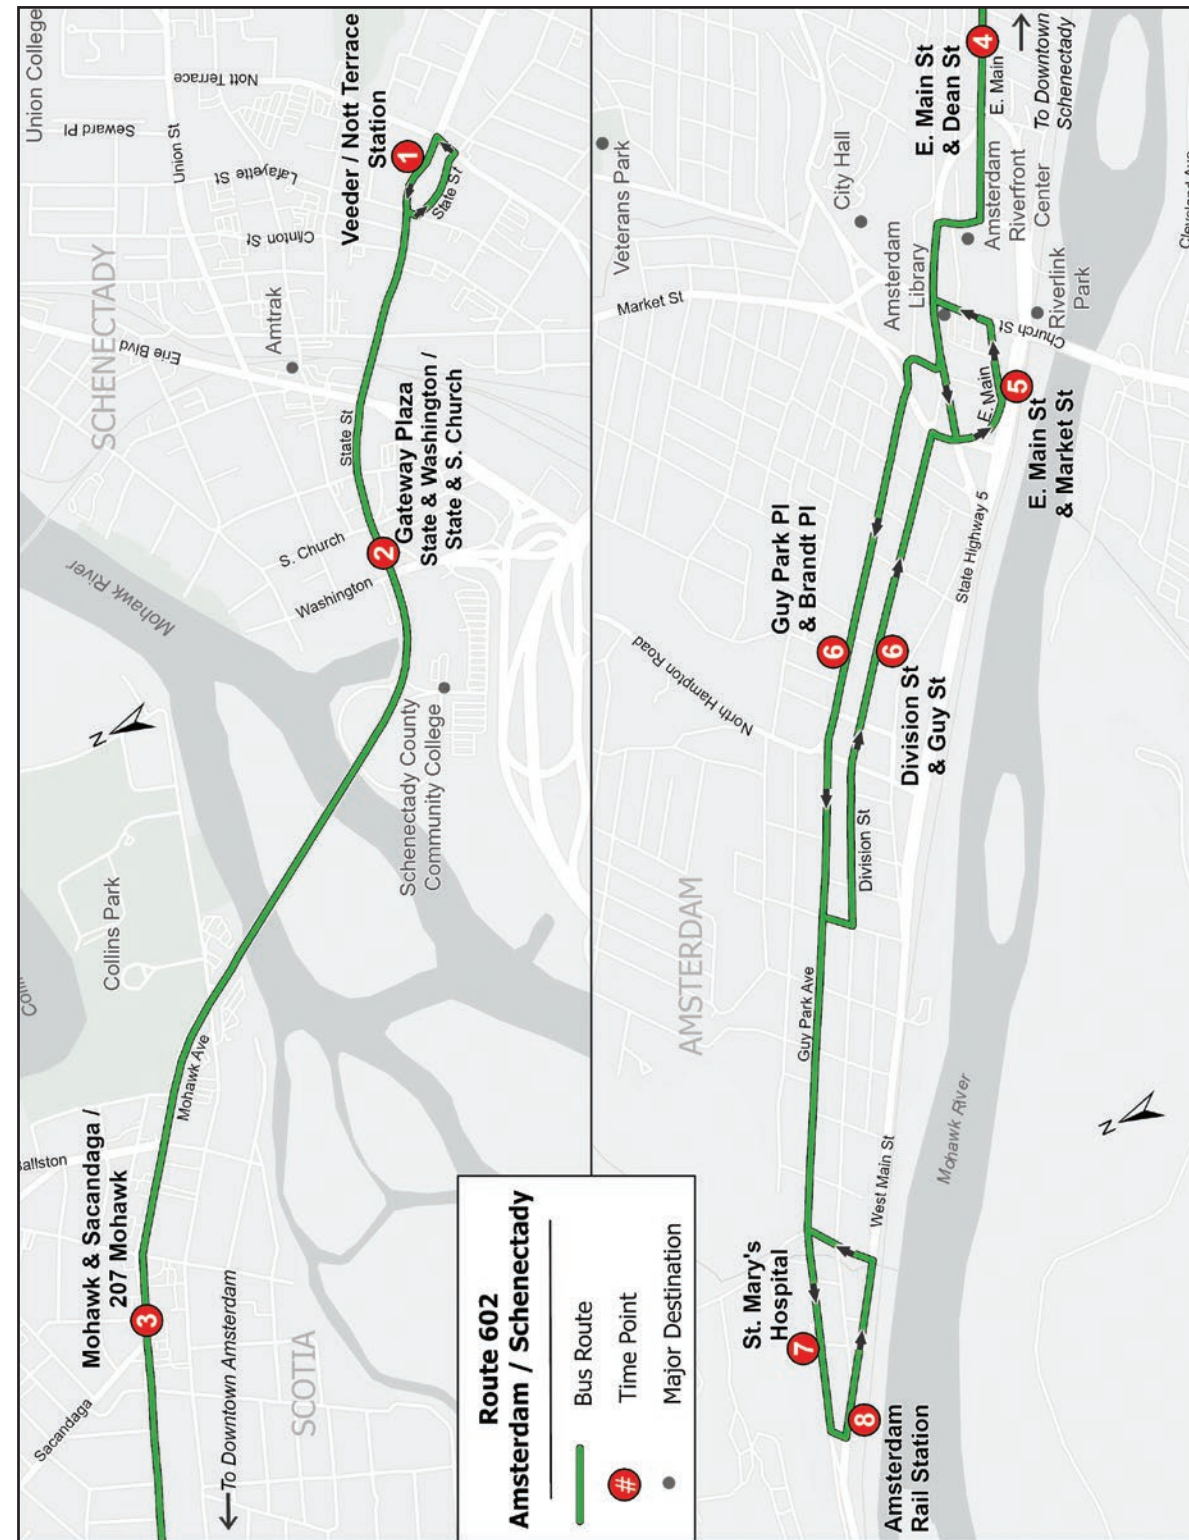 Union College
Nott Terrace
Seward Pl
Union St
Lafayette St
Clinton St
SCHENECTADY
Erie Blvd
Amtrak
Veeder / Nott Terrace
Station
1
State St
State St
Gateway Plaza
State & Washington /
State & S. Church
2
S. Church
Washington
Mohawk River
N
Schenectady County
Community College
Collins Park
Mohawk Ave
Mohawk & Sacandaga /
207 Mohawk
3
Sacandaga
SCOTIA
To Downtown Amsterdam
Route 602
Amsterdam / Schenectady
Bus Route
# Time Point
Major Destination
E. Main St
& Dean St
4
E. Main
To Downtown
Schenectady
Veterans Park
City Hall
Amsterdam
Riverfront
Center
Cleveland Ave
Market St
Amsterdam
Library
Riverlink
Park
Church St
E. Main
5
E. Main St
& Market St
State Highway 5
Guy Park Pl
& Brandt Pl
6
6
Division St
& Guy St
North Hampton Road
Division St
AMSTERDAM
Guy Park Ave
Mohawk River
West Main St
N
St. Mary's
Hospital
7
8
Amsterdam
Rail Station